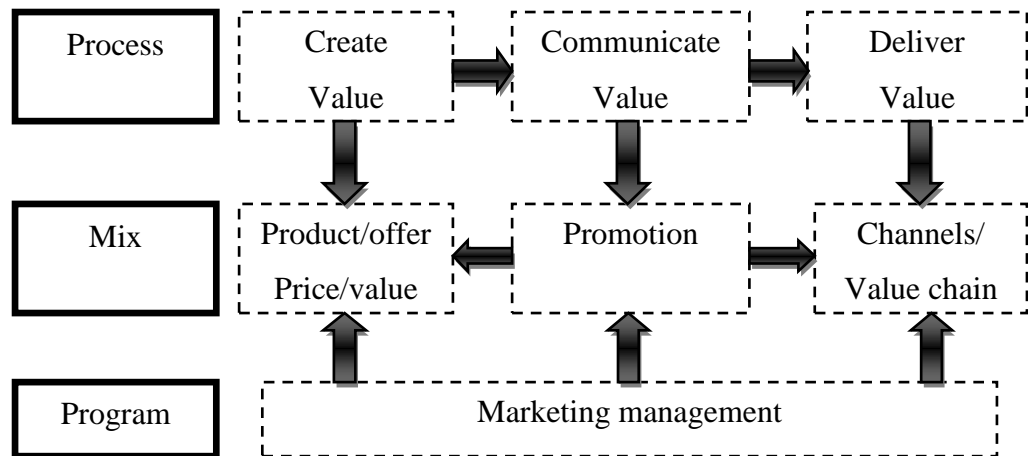 Process
Create
Value
Communicate
Value
Deliver
Value
Mix
Product/offer
Price/value
Promotion
Channels/
Value chain
Program
Marketing management